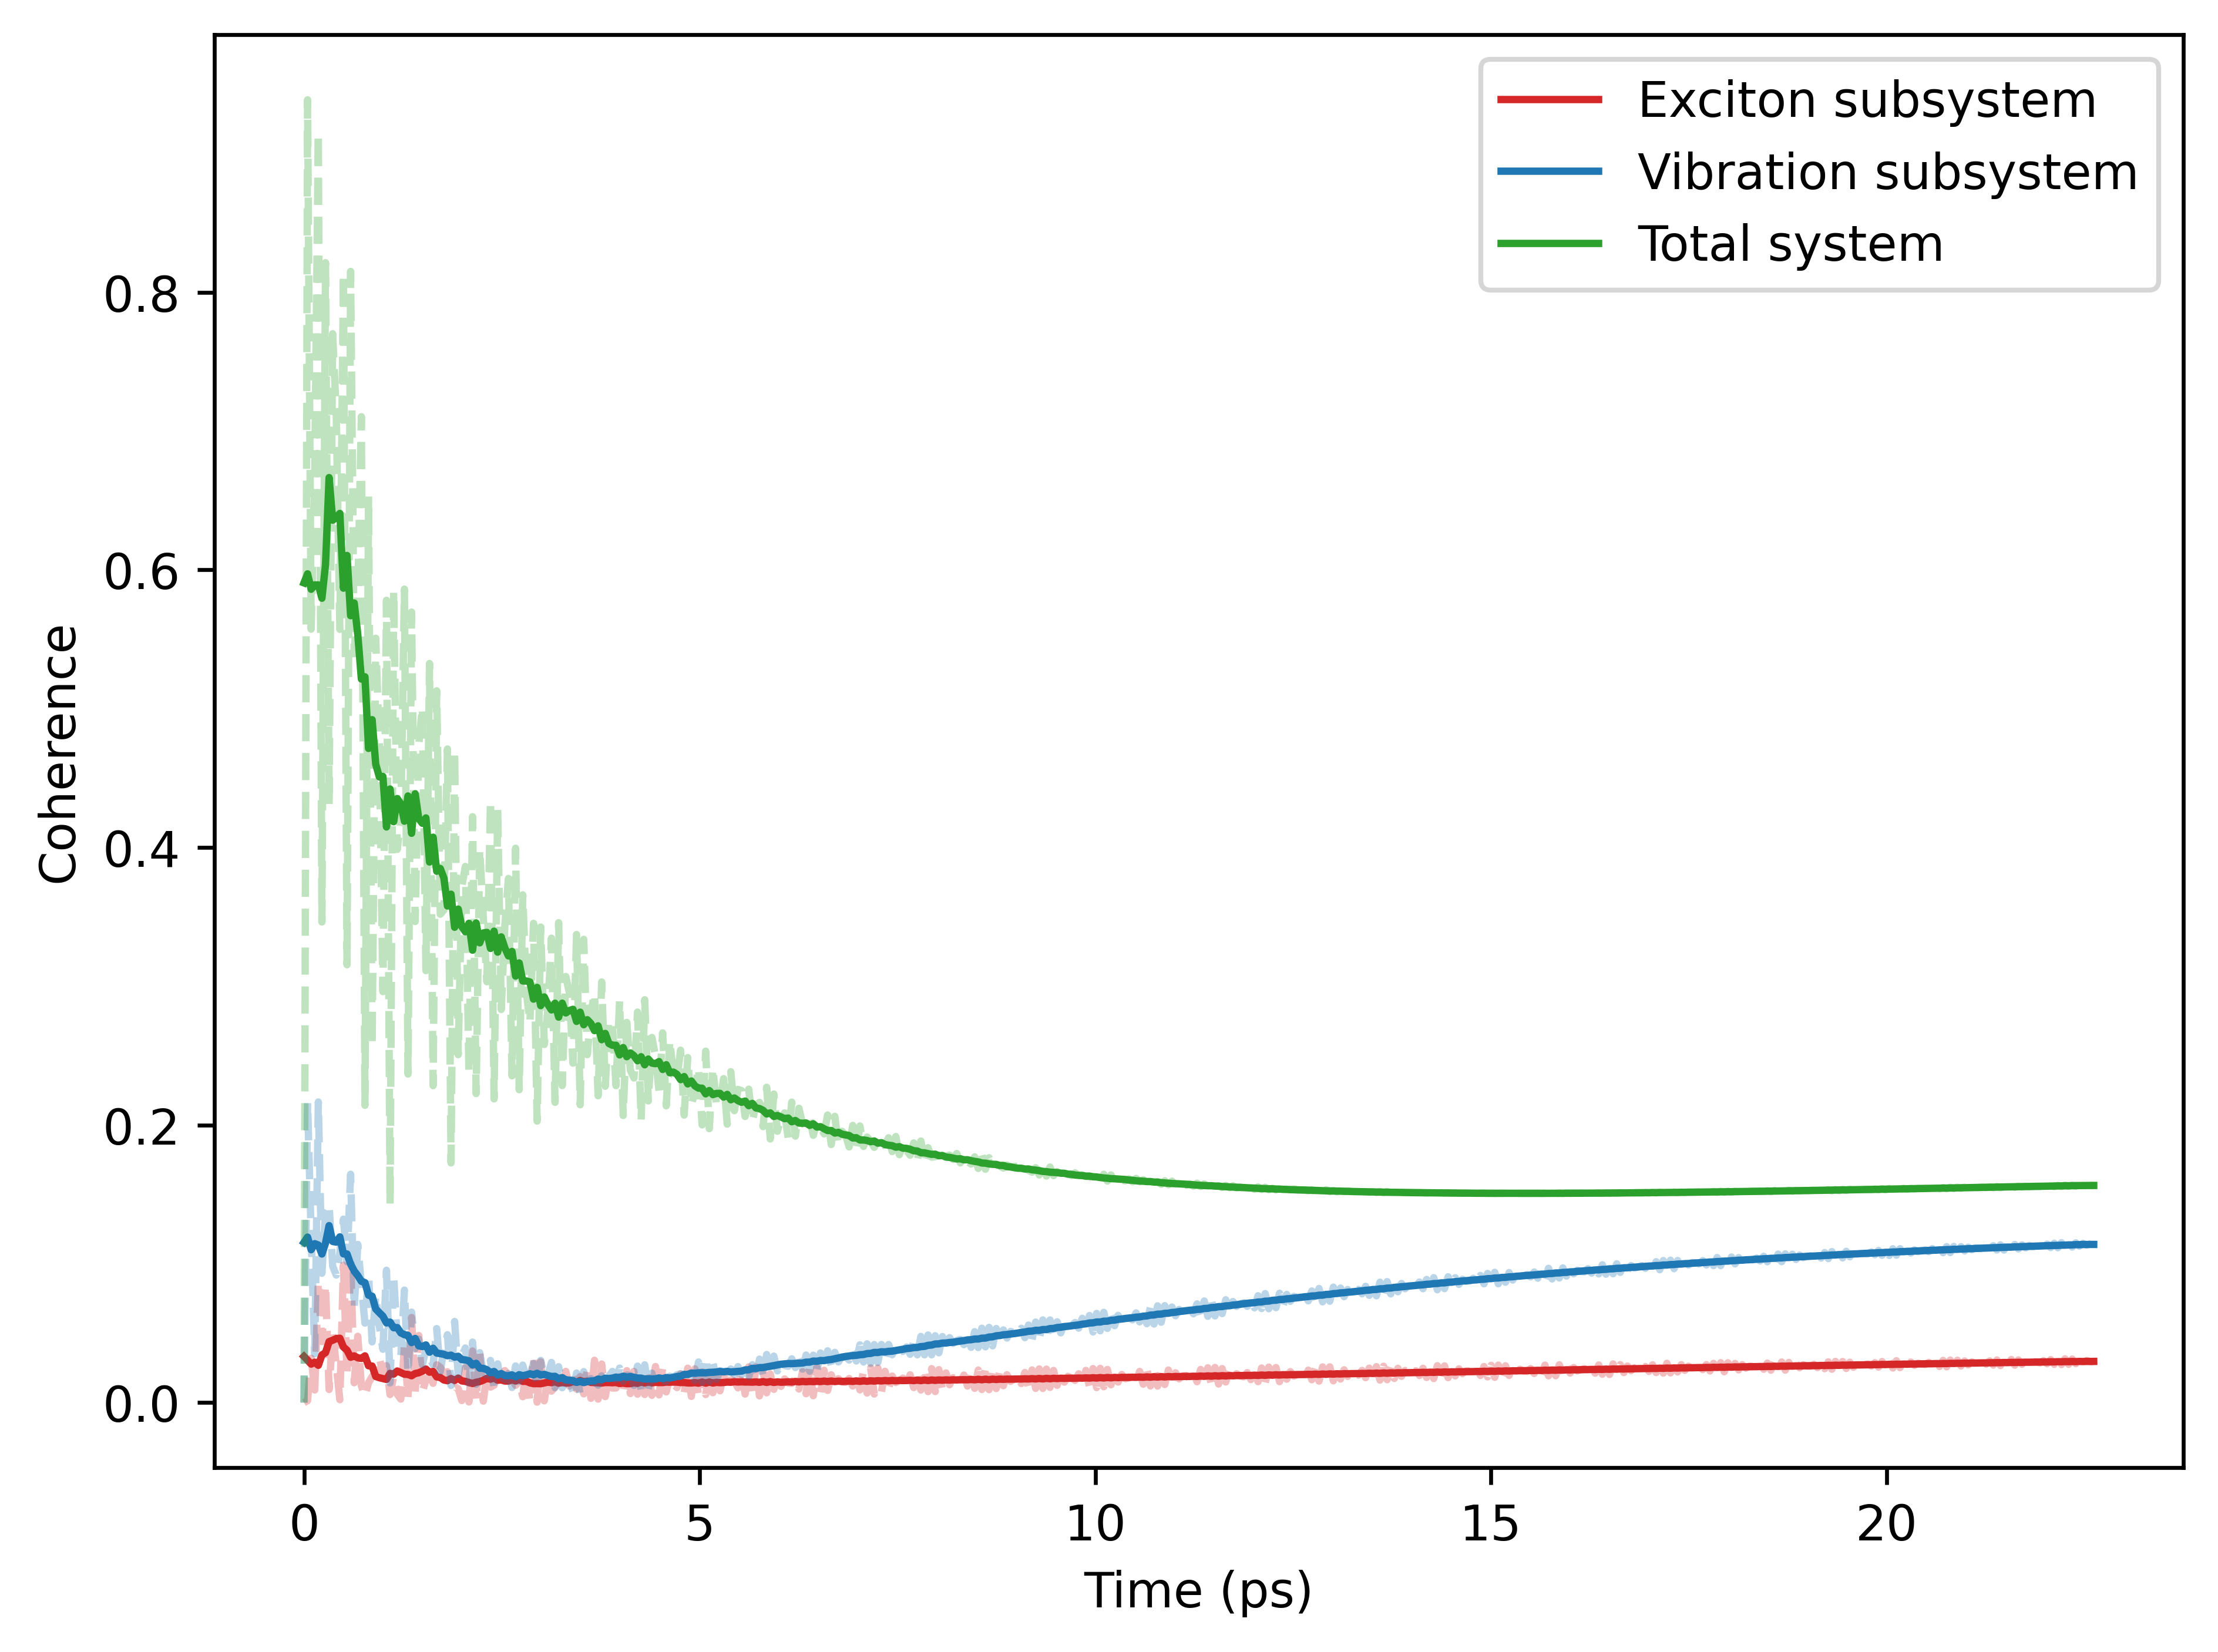 Exciton subsystem
Vibration subsystem
Total system
0.8
0.6
0.4
0.2
0.0
Coherence
0 5 10 15 20
Time (ps)